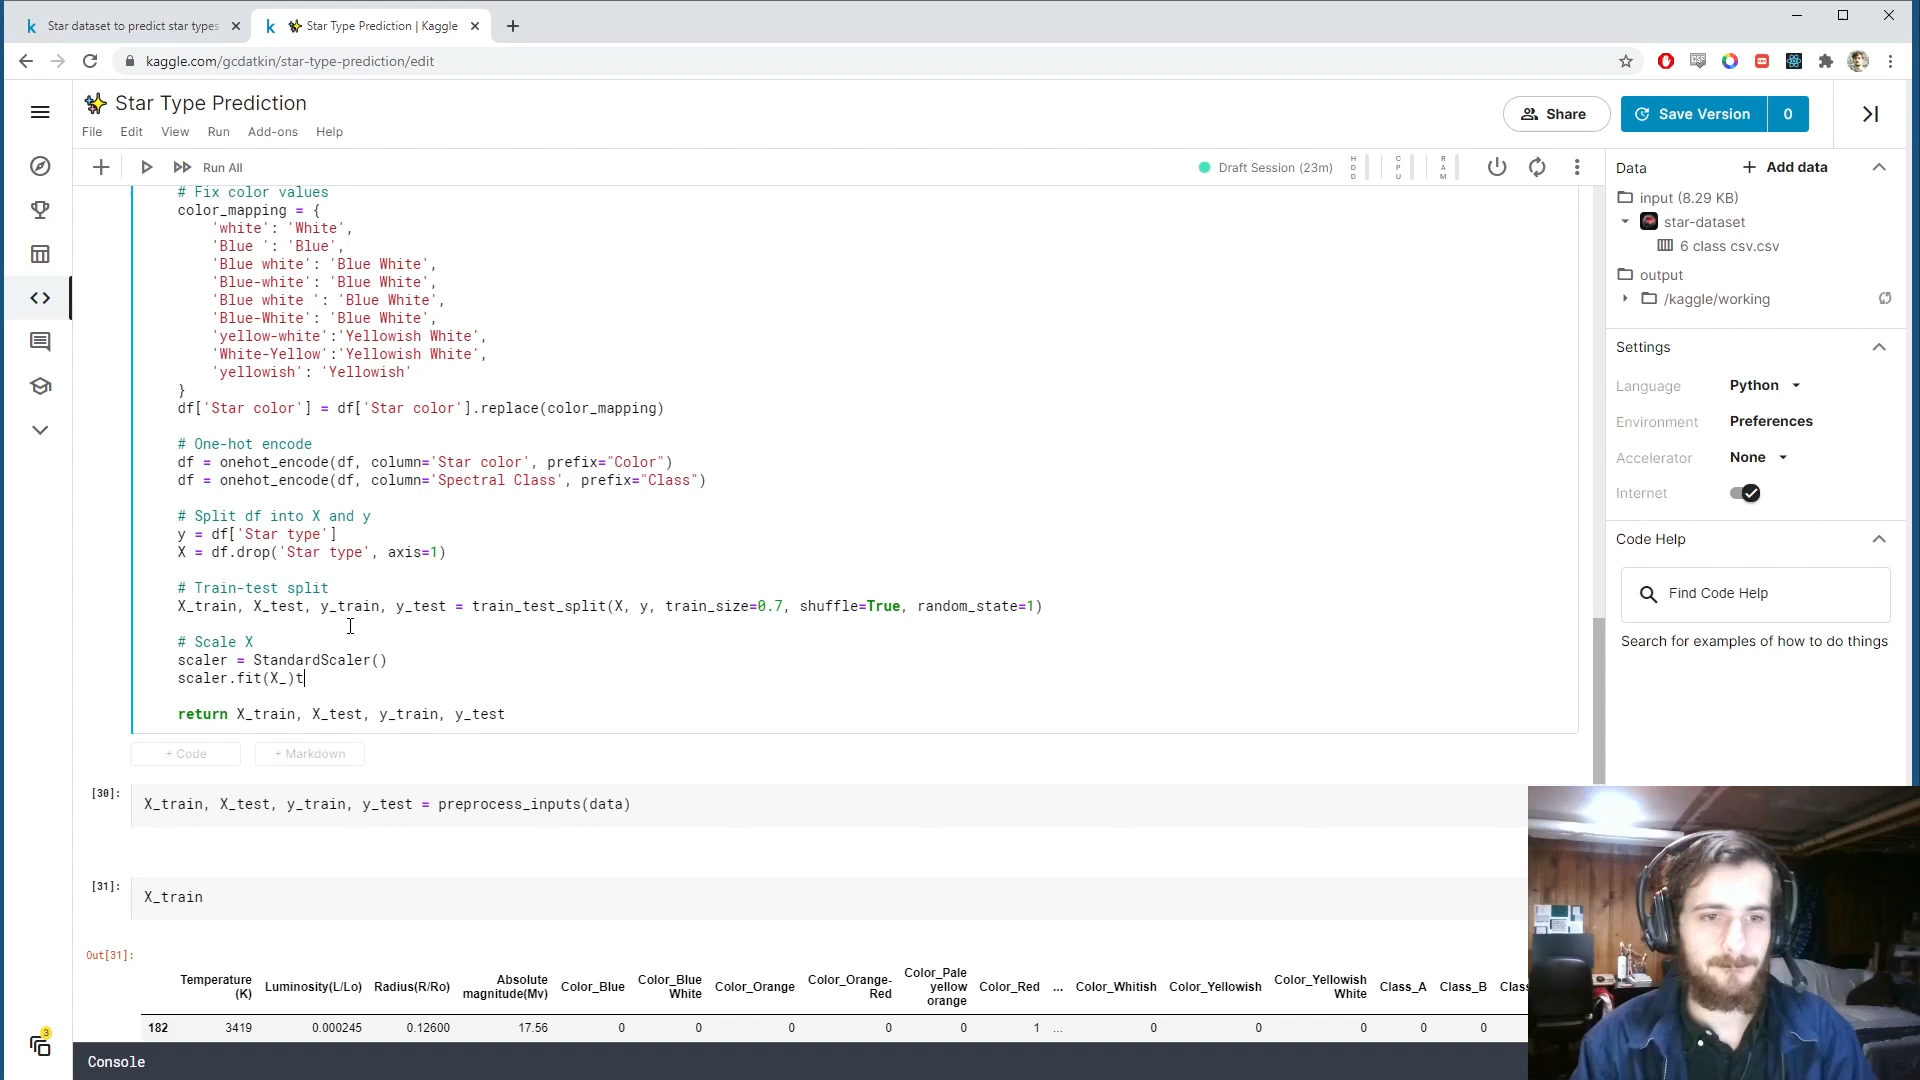 Star dataset to predict star types
Star Type Prediction | Kaggle
kaggle.com/gcdatkin/star-type-prediction/edit
Star Type Prediction
File Edit View Run Add-ons Help
Share
Save Version 0
Run All
Draft Session (23m)
HDD
CPU
RAM
# Fix color values
color_mapping = {
'white': 'White',
'Blue ': 'Blue',
'Blue white': 'Blue White',
'Blue-white': 'Blue White',
'Blue white ': 'Blue White',
'Blue-White': 'Blue White',
'yellow-white':'Yellowish White',
'White-Yellow':'Yellowish White',
'yellowish': 'Yellowish'
}
df['Star color'] = df['Star color'].replace(color_mapping)
# One-hot encode
df = onehot_encode(df, column='Star color', prefix="Color")
df = onehot_encode(df, column='Spectral Class', prefix="Class")
# Split df into X and y
y = df['Star type']
X = df.drop('Star type', axis=1)
# Train-test split
X_train, X_test, y_train, y_test = train_test_split(X, y, train_size=0.7, shuffle=True, random_state=1)
# Scale X
scaler = StandardScaler()
scaler.fit(X_)t
return X_train, X_test, y_train, y_test
+ Code + Markdown
[30]:
X_train, X_test, y_train, y_test = preprocess_inputs(data)
[31]:
X_train
Out[31]:
Temperature (K) Luminosity(L/Lo) Radius(R/Ro) Absolute magnitude(Mv) Color_Blue Color_Blue White Color_Orange Color_Orange-Red Color_Pale yellow orange Color_Red ... Color_Whitish Color_Yellowish Color_Yellowish White Class_A Class_B Class
182 3419 0.000245 0.12600 17.56 0 0 0 0 0 1 ... 0 0 0 0 0
Console
3
Data
Add data
input (8.29 KB)
star-dataset
6 class csv.csv
output
/kaggle/working
Settings
Language Python
Environment Preferences
Accelerator None
Internet
Code Help
Find Code Help
Search for examples of how to do things